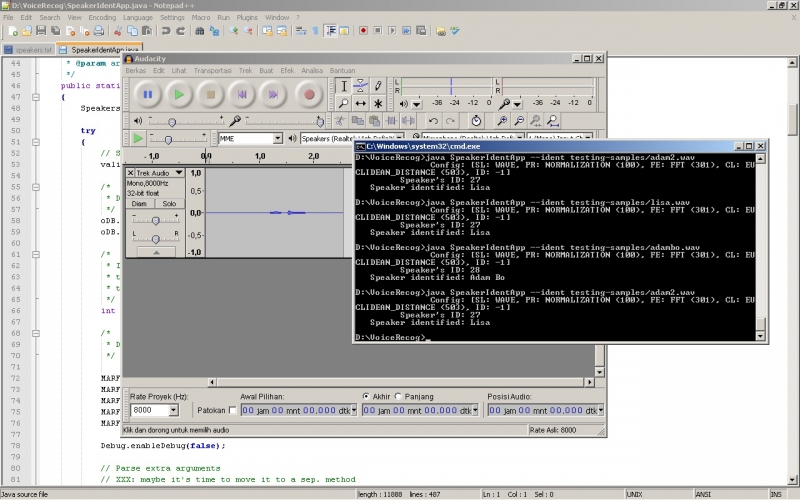 D:\VoiceRecog\SpeakerIdentApp.java - Notepad++
File Edit Search View Encoding Language Settings Macro Run Plugins Window ?
speakers.txt SpeakerIdentApp.java
44 * @param ar
45 */
46 public stati
47 {
48 Speakers
49
50 try
51 {
52 // S
53 vali
54
55 /*
56 * D
57 */
58 oDB.
59 oDB.
60
61 /*
62 * I
63 * t
64 * t
65 */
66 int
67
68 /*
69 * D
70 */
71
72 MARF
73 MARF
74 MARF
75 MARF
76 MARF
77
78 Debug.enableDebug(false);
79
80 // Parse extra arguments
81 // XXX: maybe it's time to move it to a sep. method
Audacity
Berkas Edit Lihat Transportasi Trek Buat Efek Analisa Bantuan
L
R
-36 -24 -12 0
L
R
-36 -24 -12 0
MME
Speakers (Realte
- 1,0 0,0 1,0 2,0
Trek Audio
Mono,8000Hz
32-bit float
Diam Solo
- +
L R
1,0
0,5
0,0
-0,5
-1,0
C:\Windows\system32\cmd.exe
D:\VoiceRecog>java SpeakerIdentApp --ident testing-samples/adam2.wav
Config: [SL: WAVE, PR: NORMALIZATION (100), FE: FFT (301), CL: EU
CLIDEAN_DISTANCE (503), ID: -1]
Speaker's ID: 27
Speaker identified: Lisa
D:\VoiceRecog>java SpeakerIdentApp --ident testing-samples/lisa.wav
Config: [SL: WAVE, PR: NORMALIZATION (100), FE: FFT (301), CL: EU
CLIDEAN_DISTANCE (503), ID: -1]
Speaker's ID: 27
Speaker identified: Lisa
D:\VoiceRecog>java SpeakerIdentApp --ident testing-samples/adambo.wav
Config: [SL: WAVE, PR: NORMALIZATION (100), FE: FFT (301), CL: EU
CLIDEAN_DISTANCE (503), ID: -1]
Speaker's ID: 28
Speaker identified: Adam Bo
D:\VoiceRecog>java SpeakerIdentApp --ident testing-samples/adam2.wav
Config: [SL: WAVE, PR: NORMALIZATION (100), FE: FFT (301), CL: EU
CLIDEAN_DISTANCE (503), ID: -1]
Speaker's ID: 27
Speaker identified: Lisa
D:\VoiceRecog>_
Rate Proyek (Hz): Awal Pilihan: Akhir Panjang Posisi Audio:
8000 Patokan 00 jam 00 mnt 00,000 dtk 00 jam 00 mnt 00,000 dtk 00 jam 00 mnt 00,000 dtk
Klik dan dorong untuk memilih audio Rate Asli: 8000
Java source file length : 11888 lines : 487 Ln : 1 Col : 1 Sel : 0 UNIX ANSI INS